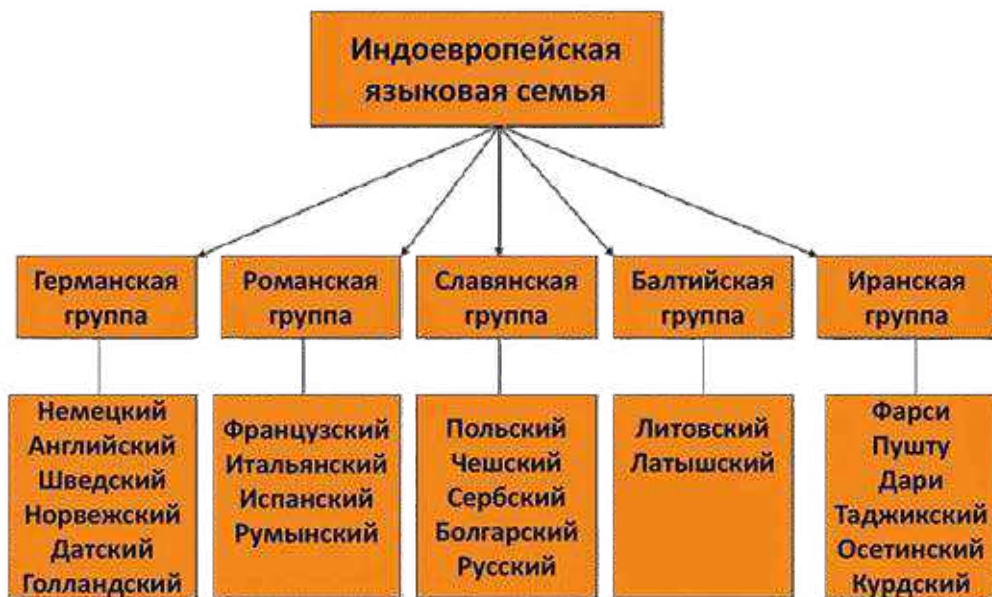 Индоевропейская
языковая семья
Германская
группа
Романская
группа
Славянская
группа
Балтийская
группа
Иранская
группа
Немецкий
Английский
Шведский
Норвежский
Датский
Голландский
Французский
Итальянский
Испанский
Румынский
Польский
Чешский
Сербский
Болгарский
Русский
Литовский
Латышский
Фарси
Пушту
Дари
Таджикский
Осетинский
Курдский